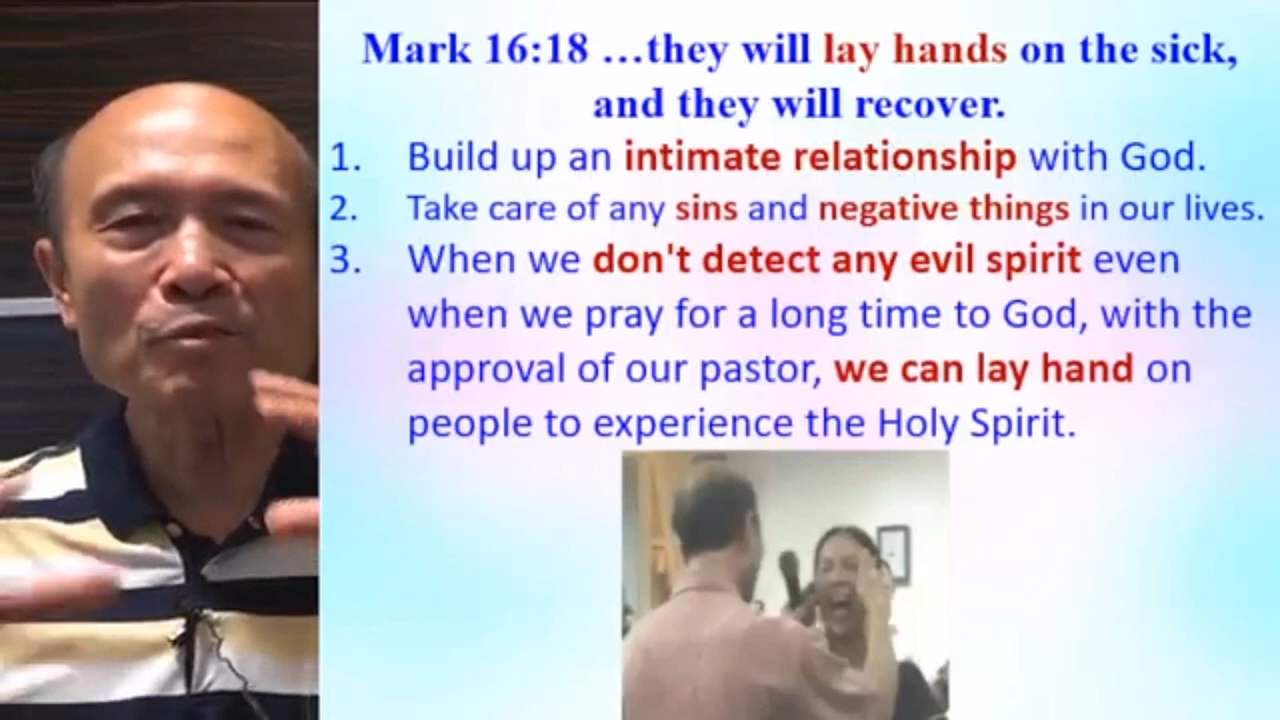 Mark 16:18 ...they will lay hands on the sick,
and they will recover.
1. Build up an intimate relationship with God.
2. Take care of any sins and negative things in our lives.
3. When we don't detect any evil spirit even
when we pray for a long time to God, with the
approval of our pastor, we can lay hand on
people to experience the Holy Spirit.